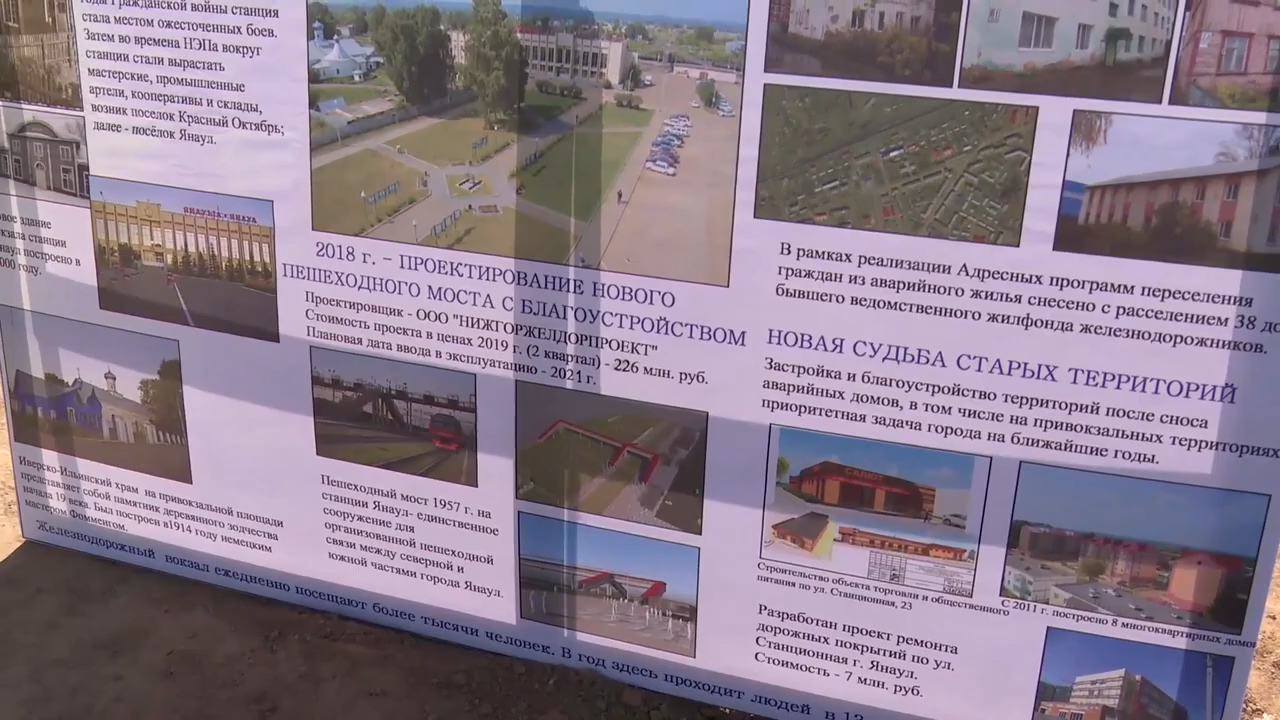 годы Гражданской войны станция
стала местом ожесточенных боев.
Затем во времена НЭПа вокруг
станции стали вырастать
мастерские, промышленные
артели, кооперативы и склады,
возник поселок Красный Октябрь;
далее - посёлок Янаул.
здание
станции
построено в
году.
ЯНАУЛ
Иверско-Ильинский храм на привокзальной площади
представляет собой памятник деревянного зодчества
начала 19 века. Был построен в1914 году немецким
мастером Фомменгом.
2018 г. – ПРОЕКТИРОВАНИЕ НОВОГО
ПЕШЕХОДНОГО МОСТА С БЛАГОУСТРОЙСТВОМ
Проектировщик - ООО "НИЖГОРЖЕЛДОРПРОЕКТ"
Стоимость проекта в ценах 2019 г. (2 квартал) - 226 млн. руб.
Плановая дата ввода в эксплуатацию - 2021 г.
Пешеходный мост 1957 г. на
станции Янаул- единственное
сооружение для
организованной пешеходной
связи между северной и
южной частями города Янаул.
В рамках реализации Адресных программ переселения
граждан из аварийного жилья снесено с расселением 38
бывшего ведомственного жилфонда железнодорожников.
НОВАЯ СУДЬБА СТАРЫХ ТЕРРИТОРИЙ
Застройка и благоустройство территорий после сноса
аварийных домов, в том числе на привокзальных территориях
приоритетная задача города на ближайшие годы.
САЛЮТ
Строительство объекта торговли и общественного
питания по ул. Станционная, 23
С 2011 г. построено 8 многоквартирных
Разработан проект ремонта
дорожных покрытий по ул.
Станционная г. Янаул.
Стоимость - 7 млн. руб.
Железнодорожный вокзал ежедневно посещают более тысячи человек. В год здесь проходит людей в